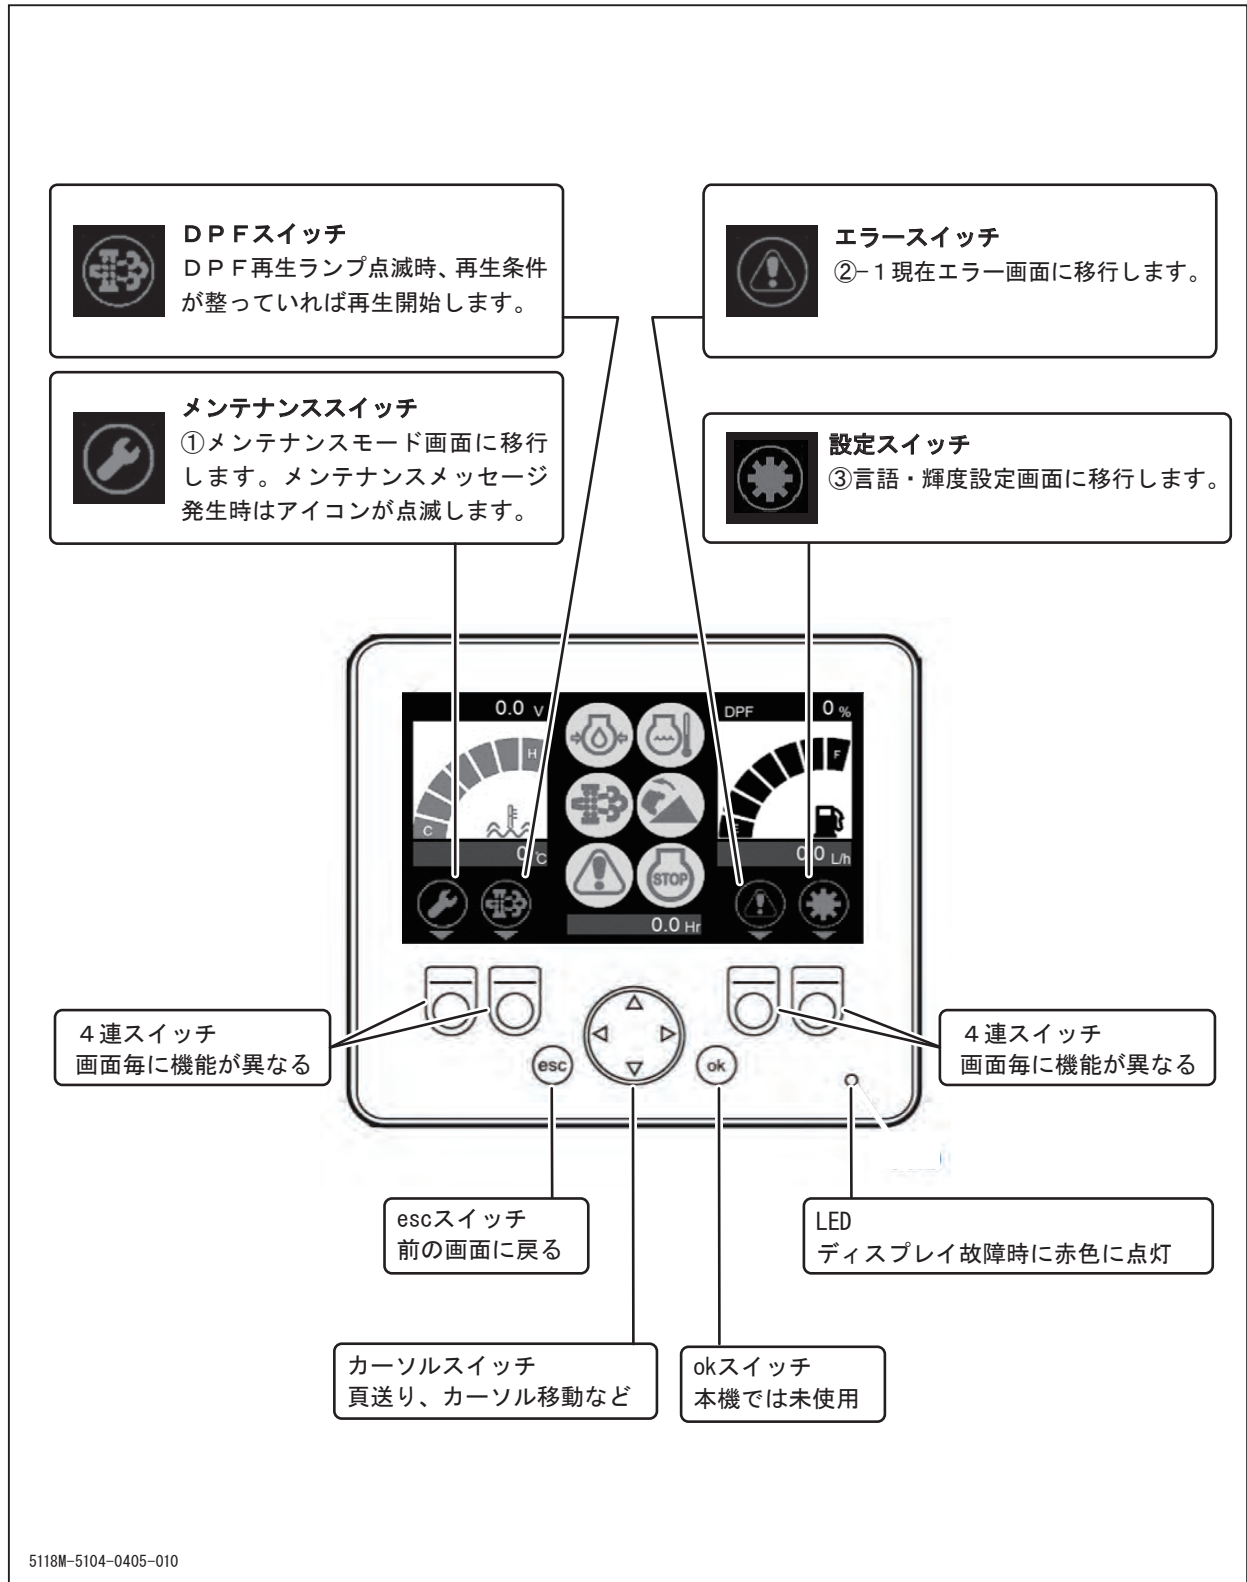 ＤＰＦスイッチ
ＤＰＦ再生ランプ点滅時、再生条件
が整っていれば再生開始します。
エラースイッチ
②-１現在エラー画面に移行します。
メンテナンススイッチ
①メンテナンスモード画面に移行
します。メンテナンスメッセージ
発生時はアイコンが点滅します。
設定スイッチ
③言語・輝度設定画面に移行します。
0.0 V
DPF 0 %
H
F
C
E
0 ℃
0.0 L/h
STOP
0.0 Hr
４連スイッチ
画面毎に機能が異なる
４連スイッチ
画面毎に機能が異なる
esc
ok
escスイッチ
前の画面に戻る
LED
ディスプレイ故障時に赤色に点灯
カーソルスイッチ
頁送り、カーソル移動など
okスイッチ
本機では未使用
5118M-5104-0405-010